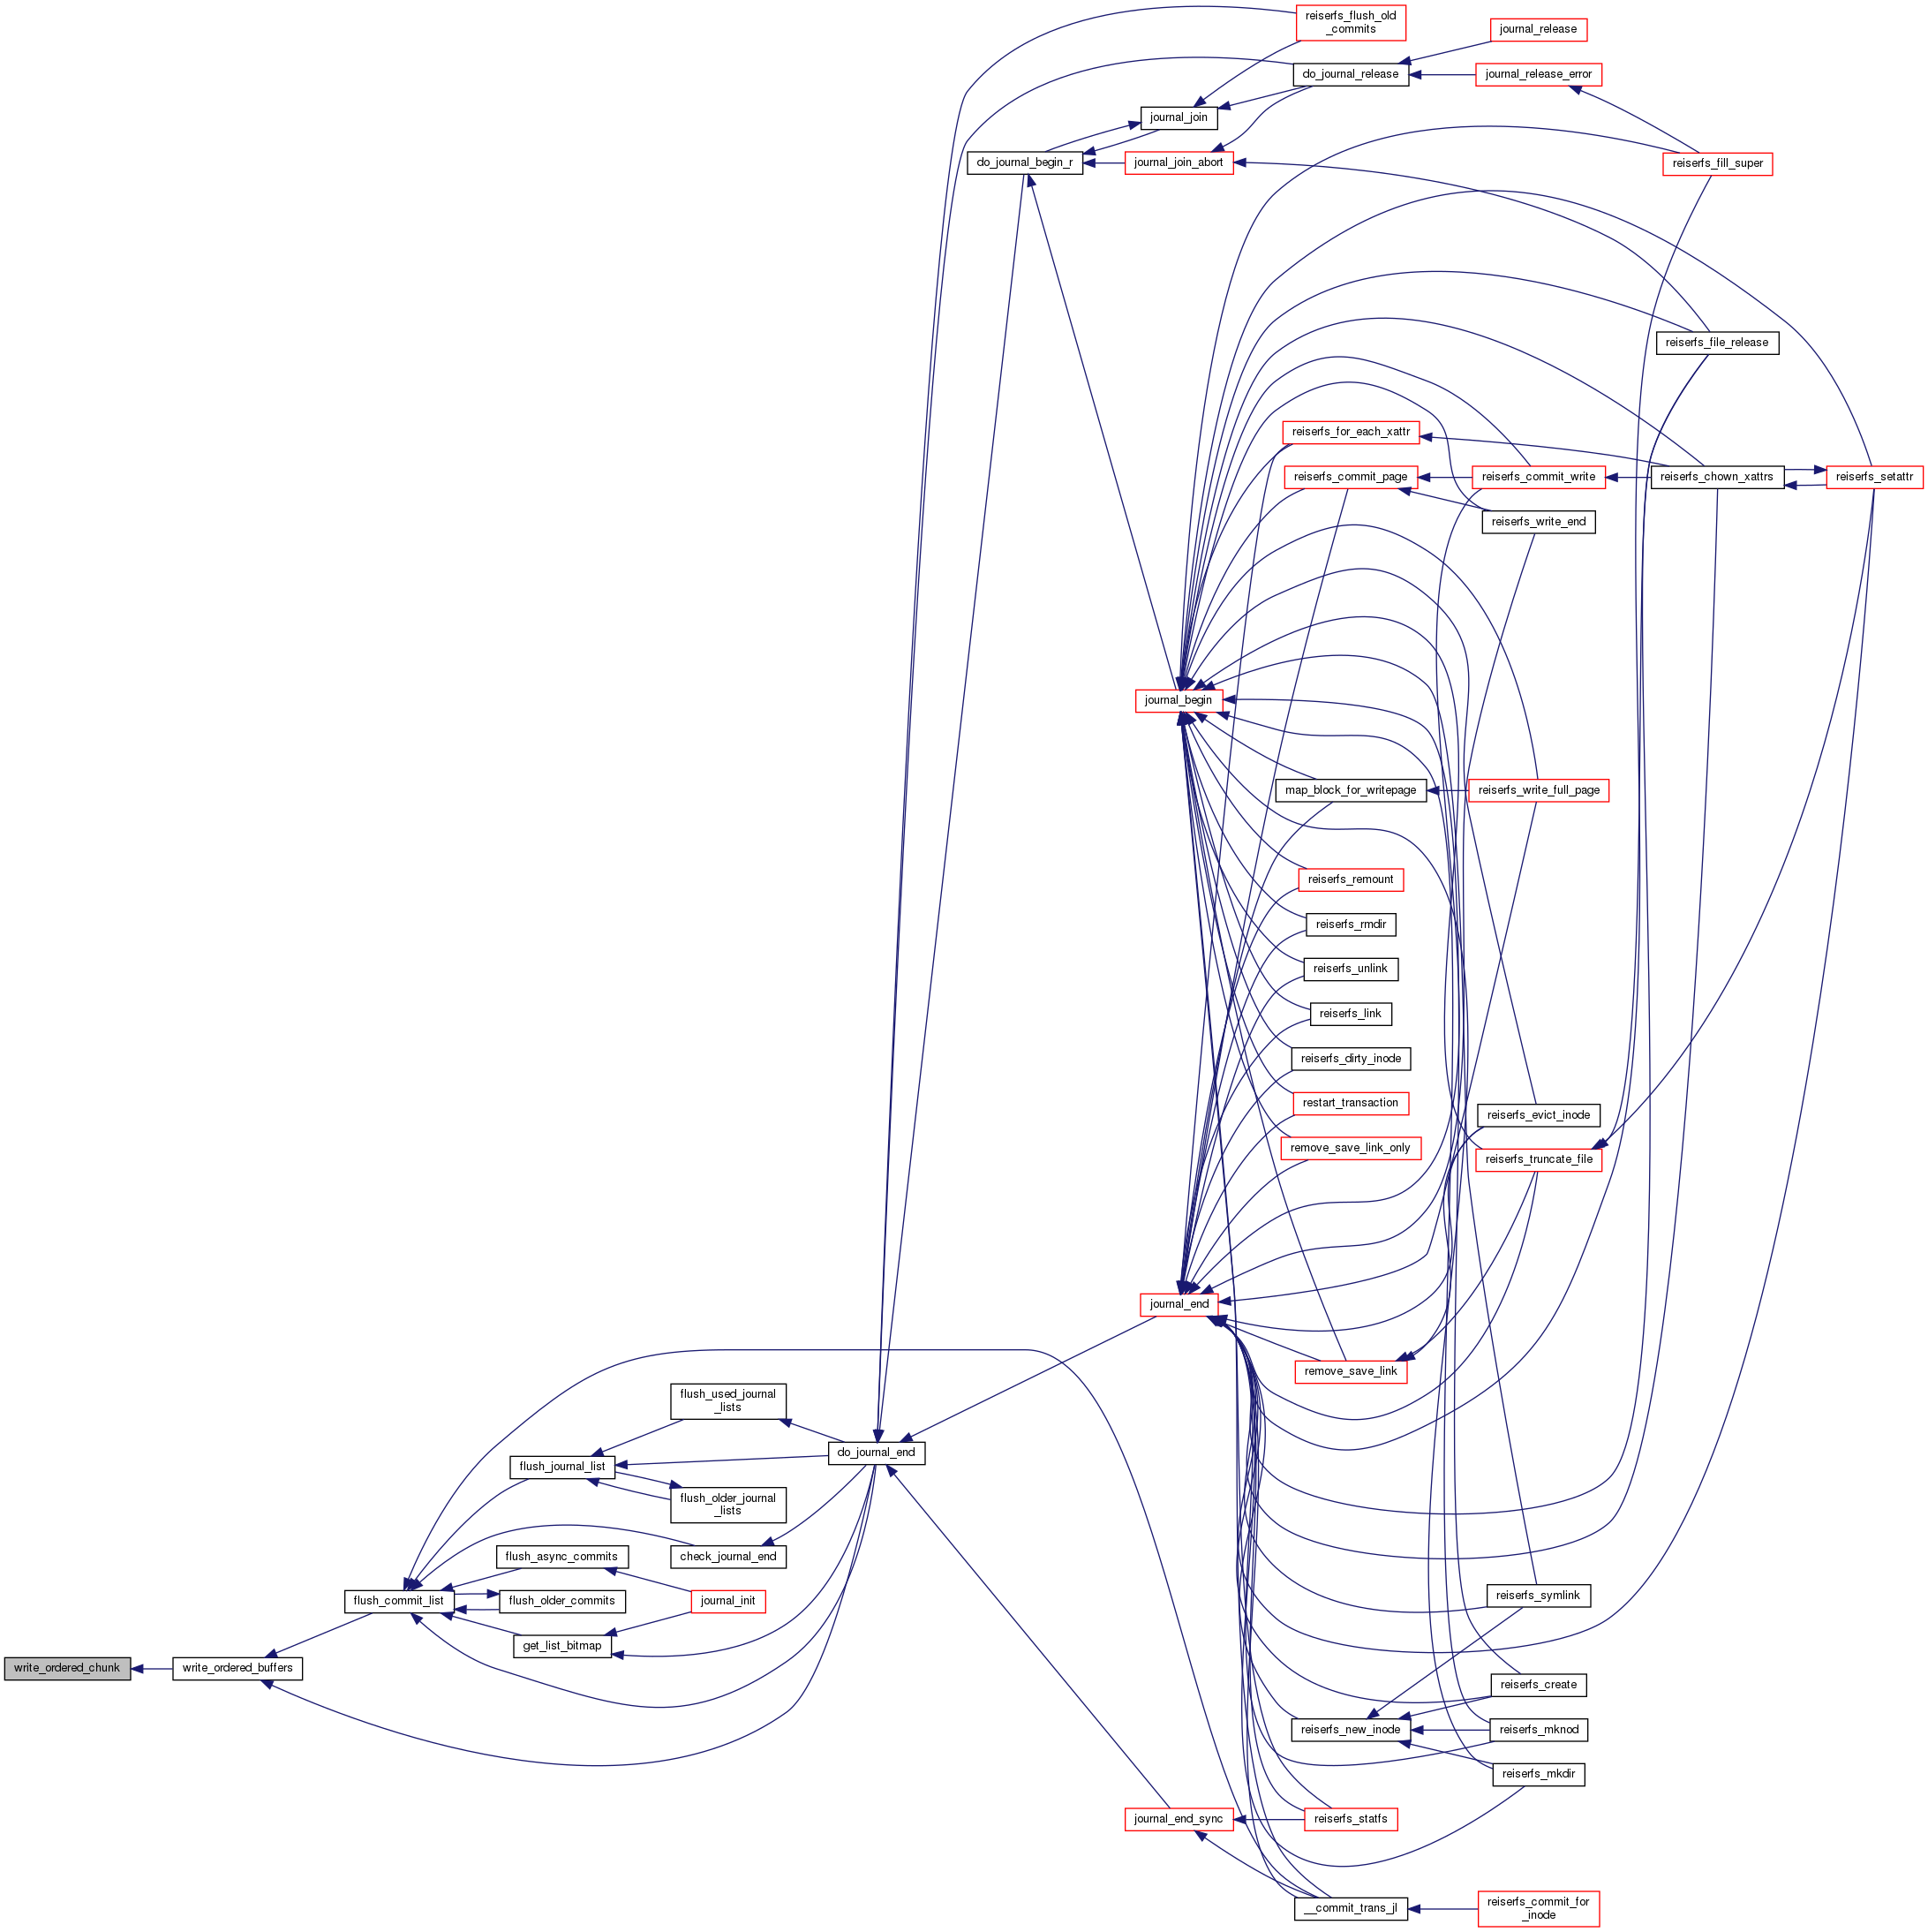 reiserfs_flush_old
_commits
journal_release
do_journal_release
journal_release_error
journal_join
do_journal_begin_r
journal_join_abort
reiserfs_fill_super
reiserfs_file_release
reiserfs_for_each_xattr
reiserfs_commit_page
reiserfs_commit_write
reiserfs_chown_xattrs
reiserfs_setattr
reiserfs_write_end
journal_begin
map_block_for_writepage
reiserfs_write_full_page
reiserfs_remount
reiserfs_rmdir
reiserfs_unlink
reiserfs_link
reiserfs_dirty_inode
restart_transaction
reiserfs_evict_inode
remove_save_link_only
reiserfs_truncate_file
journal_end
remove_save_link
flush_used_journal
_lists
do_journal_end
flush_journal_list
flush_older_journal
_lists
check_journal_end
flush_async_commits
flush_commit_list
flush_older_commits
journal_init
reiserfs_symlink
get_list_bitmap
write_ordered_chunk
write_ordered_buffers
reiserfs_create
reiserfs_new_inode
reiserfs_mknod
reiserfs_mkdir
journal_end_sync
reiserfs_statfs
__commit_trans_jl
reiserfs_commit_for
_inode